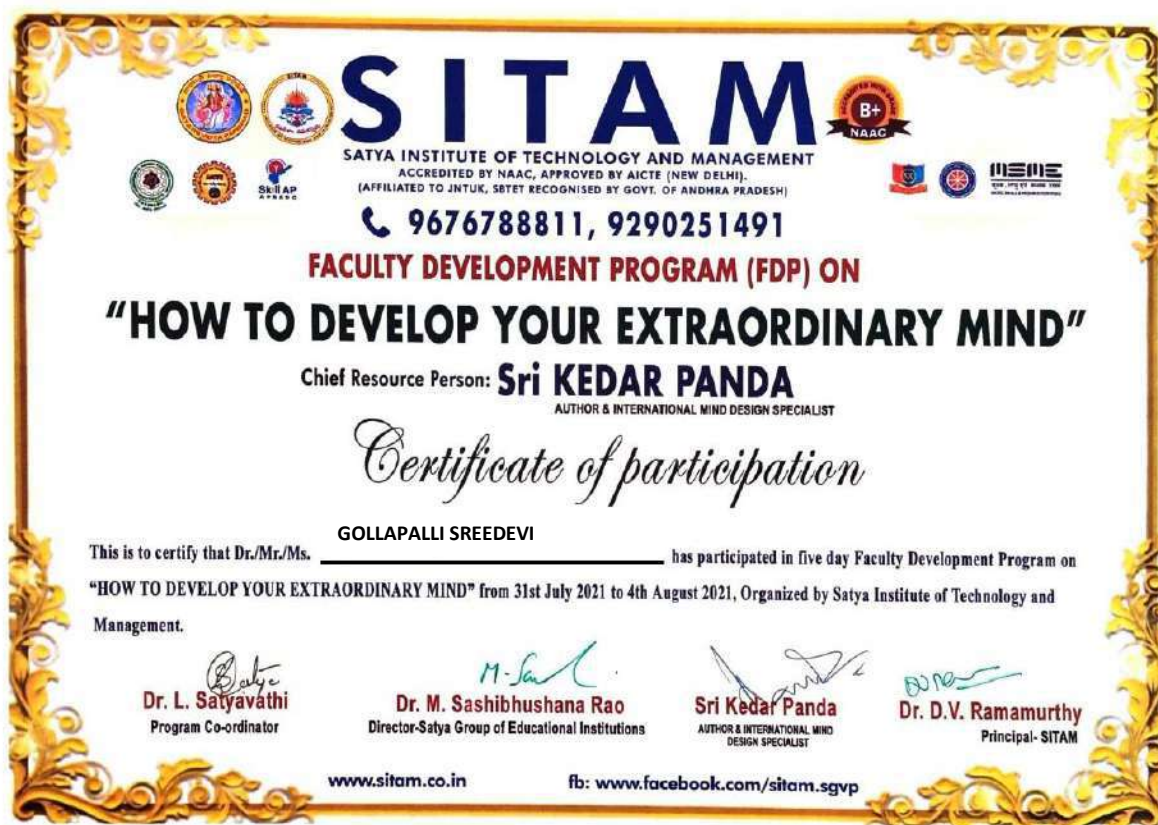 SITAM
B+
NAAC
SATYA INSTITUTE OF TECHNOLOGY AND MANAGEMENT
ACCREDITED BY NAAC, APPROVED BY AICTE (NEW DELHI).
(AFFILIATED TO JNTUK, SBTET RECOGNISED BY GOVT. OF ANDHRA PRADESH)
Skill AP
MSME
9676788811, 9290251491
FACULTY DEVELOPMENT PROGRAM (FDP) ON
"HOW TO DEVELOP YOUR EXTRAORDINARY MIND"
Chief Resource Person: Sri KEDAR PANDA
AUTHOR & INTERNATIONAL MIND DESIGN SPECIALIST
Certificate of participation
GOLLAPALLI SREEDEVI
This is to certify that Dr./Mr./Ms. has participated in five day Faculty Development Program on
"HOW TO DEVELOP YOUR EXTRAORDINARY MIND" from 31st July 2021 to 4th August 2021, Organized by Satya Institute of Technology and
Management.
Dr. L. Satyavathi
Program Co-ordinator
Dr. M. Sashibhushana Rao
Director-Satya Group of Educational Institutions
Sri Kedar Panda
AUTHOR & INTERNATIONAL MIND
DESIGN SPECIALIST
Dr. D.V. Ramamurthy
Principal- SITAM
www.sitam.co.in fb: www.facebook.com/sitam.sgvp